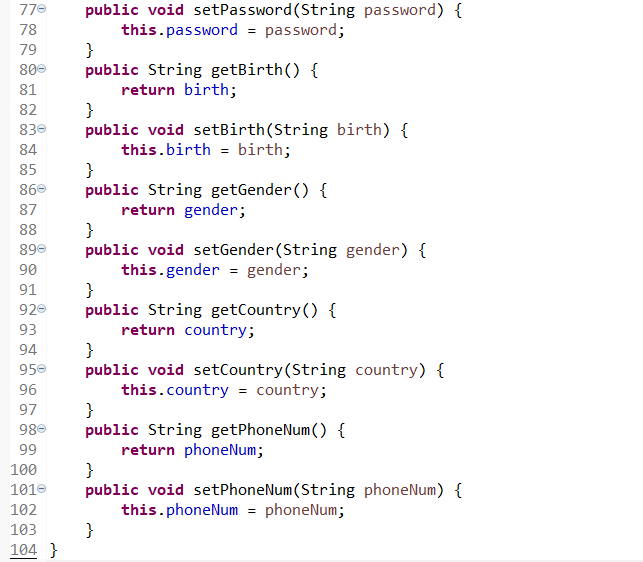 77 public void setPassword(String password) {
78 this.password = password;
79 }
80 public String getBirth() {
81 return birth;
82 }
83 public void setBirth(String birth) {
84 this.birth = birth;
85 }
86 public String getGender() {
87 return gender;
88 }
89 public void setGender(String gender) {
90 this.gender = gender;
91 }
92 public String getCountry() {
93 return country;
94 }
95 public void setCountry(String country) {
96 this.country = country;
97 }
98 public String getPhoneNum() {
99 return phoneNum;
100 }
101 public void setPhoneNum(String phoneNum) {
102 this.phoneNum = phoneNum;
103 }
104 }